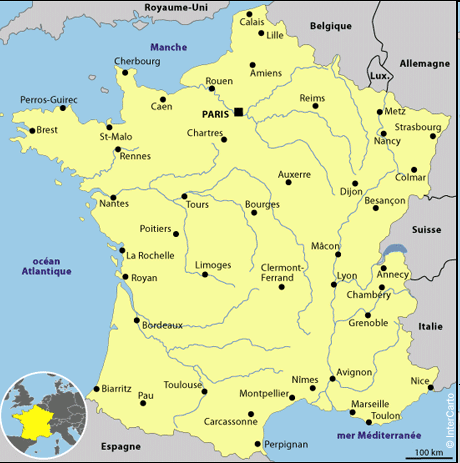 Royaume-Uni
Calais
Belgique
Lille
Manche
Allemagne
Cherbourg
Amiens
Lux.
Rouen
Perros-Guirec
Caen
Reims
Metz
PARIS
Strasbourg
Brest
St-Malo
Chartres
Nancy
Rennes
Auxerre
Colmar
Dijon
Besançon
Nantes
Tours
Bourges
Poitiers
Suisse
Mâcon
La Rochelle
océan
Atlantique
Limoges
Clermont-
Ferrand
Lyon
Annecy
Royan
Chambéry
Grenoble
Bordeaux
Italie
Avignon
Biarritz
Toulouse
Nîmes
Nice
Pau
Montpellier
Marseille
Carcassonne
Toulon
mer Méditerranée
Espagne
Perpignan
100 km
© InterCarto